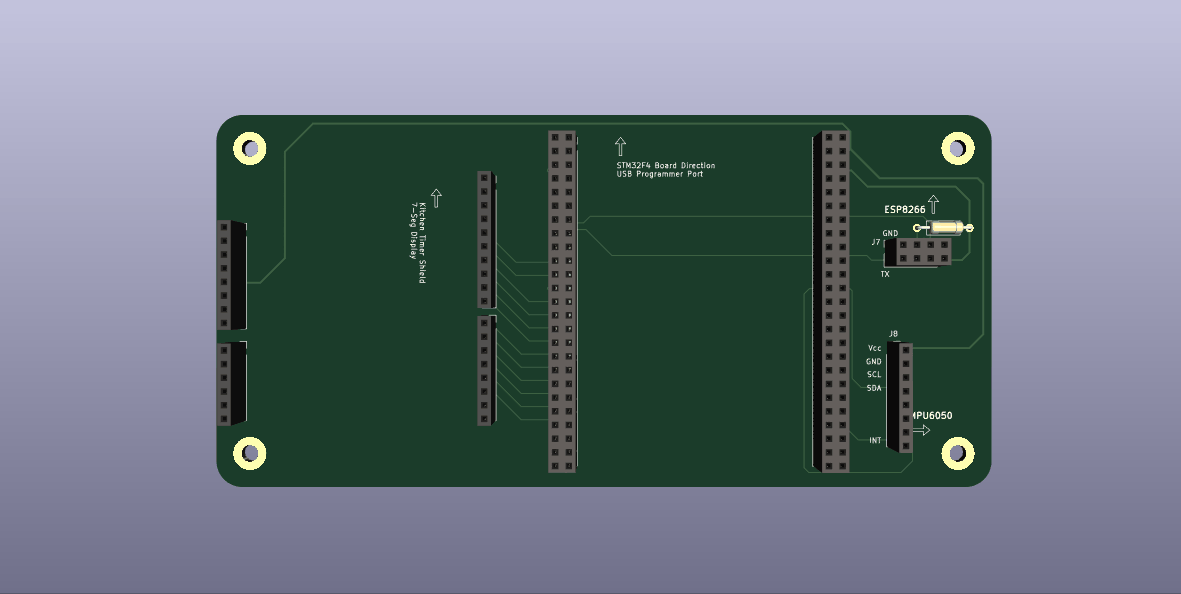 STM32F4 Board Direction
USB Programmer Port
Kitchen Timer Shield
7-Seg Display
ESP8266
GND
J7
TX
J8
Vcc
GND
SCL
SDA
MPU6050
INT